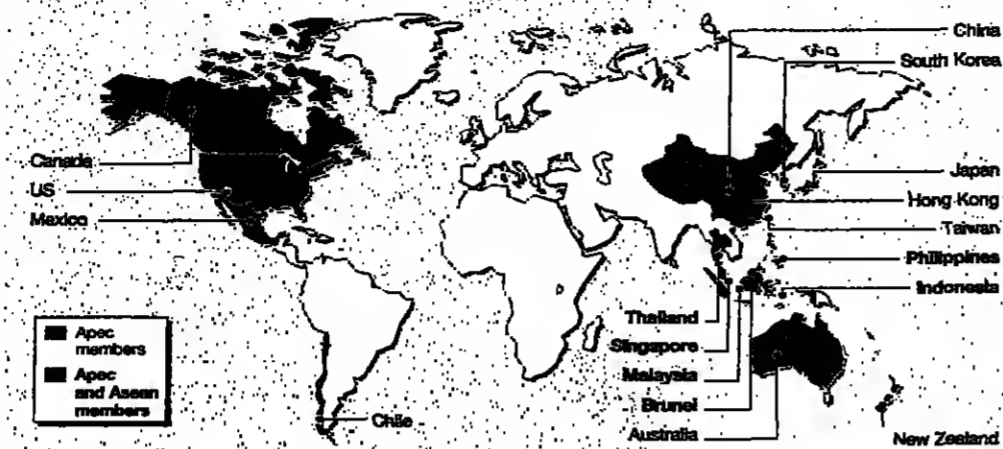 China
South Korea
Canada
US
Mexico
Japan
Hong Kong
Taiwan
Philippines
Indonesia
Thailand
Singapore
Malaysia
Brunei
Australia
New Zealand
Chile
Apec
members
Apec
and Asean
members